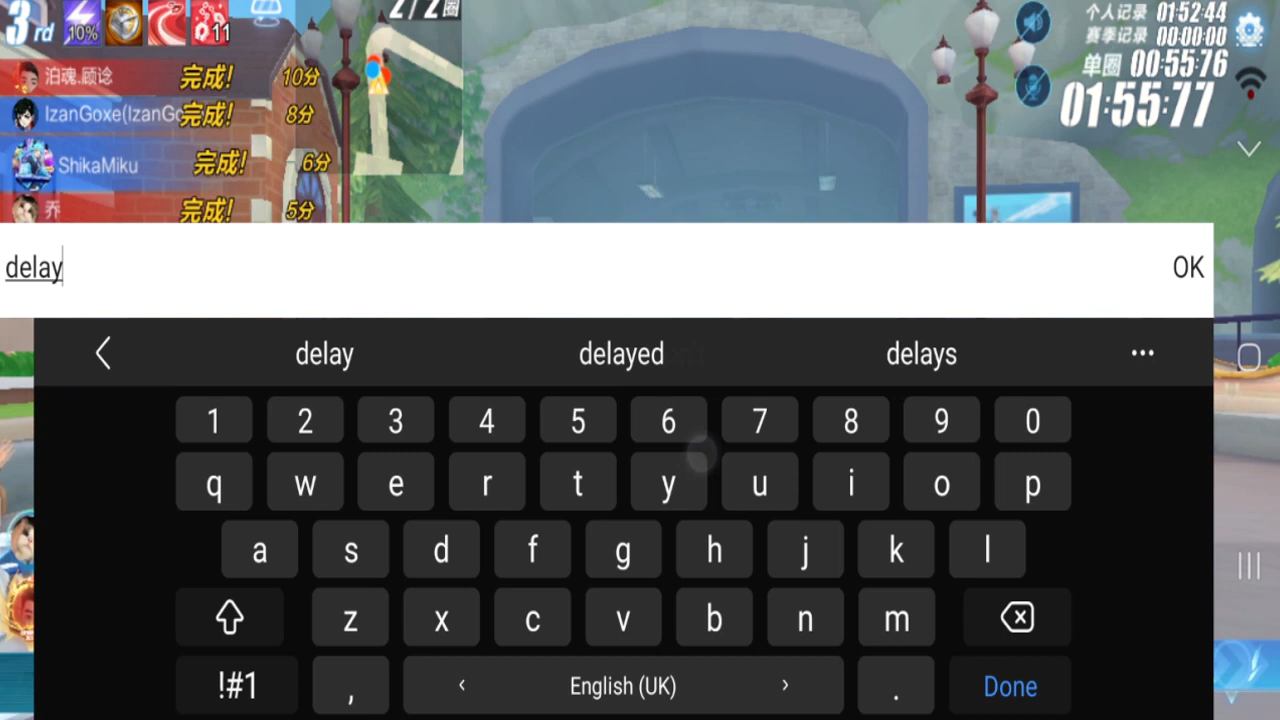 3rd
10%
11
2/2圈
泊魂.顾谂 完成! 10分
IzanGoxe(IzanGo 完成! 8分
ShikaMiku 完成! 6分
乔 完成! 5分
个人记录 01:52:44
赛季记录 00:00:00
单圈 00:55:76
01:55:77
delay
OK
delay delayed delays
1 2 3 4 5 6 7 8 9 0
q w e r t y u i o p
a s d f g h j k l
z x c v b n m
!#1 , English (UK) . Done